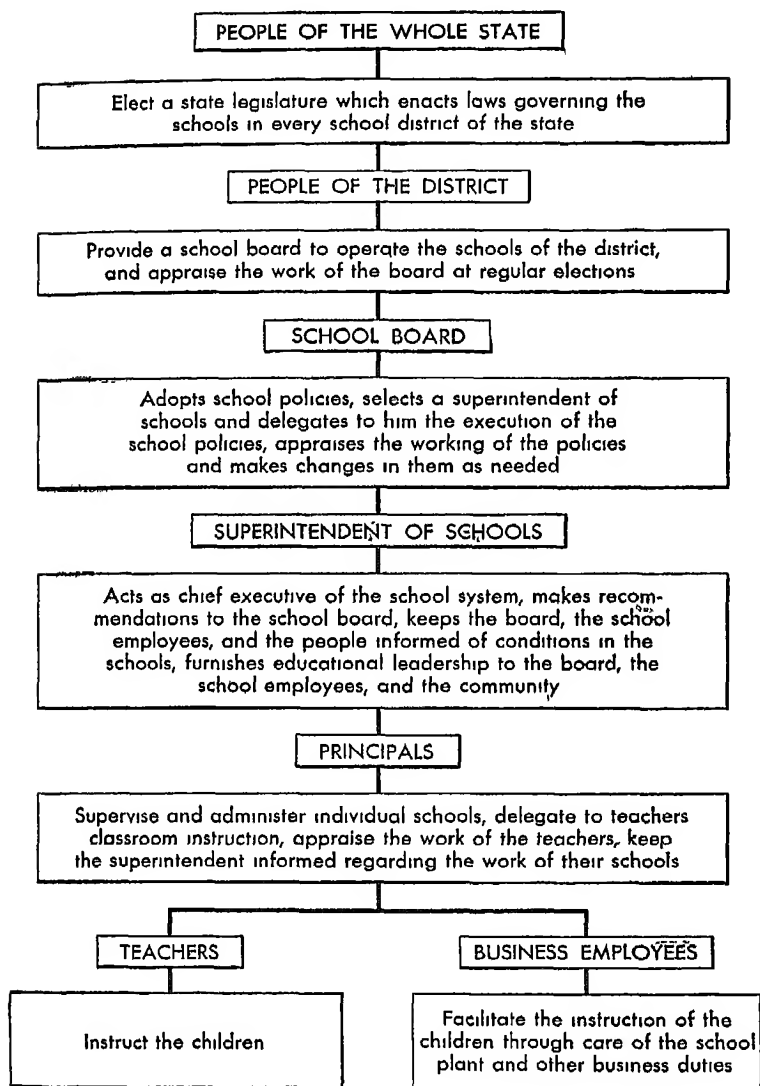 PEOPLE OF THE WHOLE STATE
Elect a state legislature which enacts laws governing the
schools in every school district of the state
PEOPLE OF THE DISTRICT
Provide a school board to operate the schools of the district,
and appraise the work of the board at regular elections
SCHOOL BOARD
Adopts school policies, selects a superintendent of
schools and delegates to him the execution of the
school policies, appraises the working of the policies
and makes changes in them as needed
SUPERINTENDENT OF SCHOOLS
Acts as chief executive of the school system, makes recom-
mendations to the school board, keeps the board, the school
employees, and the people informed of conditions in the
schools, furnishes educational leadership to the board, the
school employees, and the community
PRINCIPALS
Supervise and administer individual schools, delegate to teachers
classroom instruction, appraise the work of the teachers, keep
the superintendent informed regarding the work of their schools
TEACHERS
Instruct the children
BUSINESS EMPLOYEES
Facilitate the instruction of the
children through care of the school
plant and other business duties